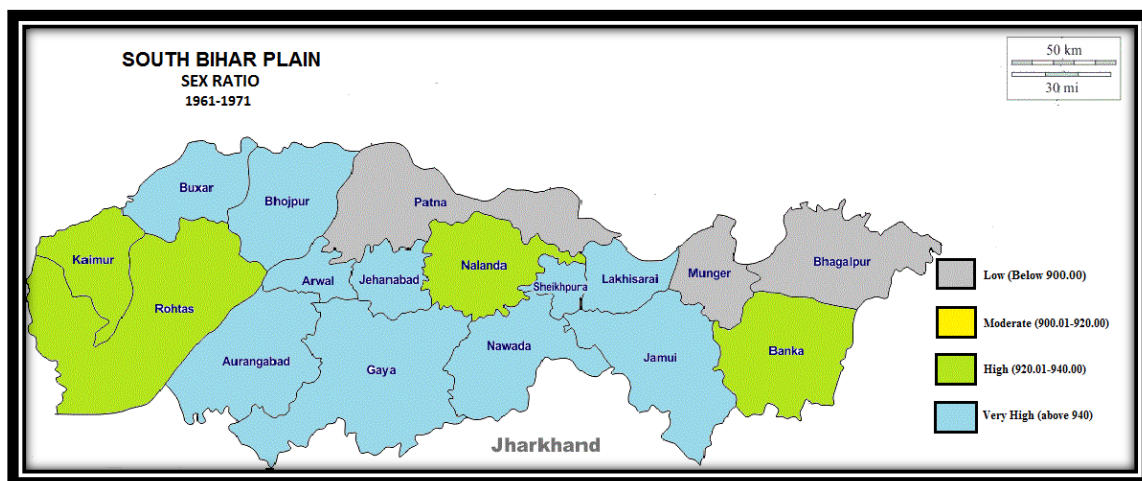 SOUTH BIHAR PLAIN
SEX RATIO
1961-1971
50 km
30 mi
Buxar
Bhojpur
Patna
Kaimur
Rohtas
Arwal
Jehanabad
Nalanda
Sheikhpura
Lakhisarai
Munger
Bhagalpur
Aurangabad
Gaya
Nawada
Jamui
Banka
Jharkhand
Low (Below 900.00)
Moderate (900.01-920.00)
High (920.01-940.00)
Very High (above 940)